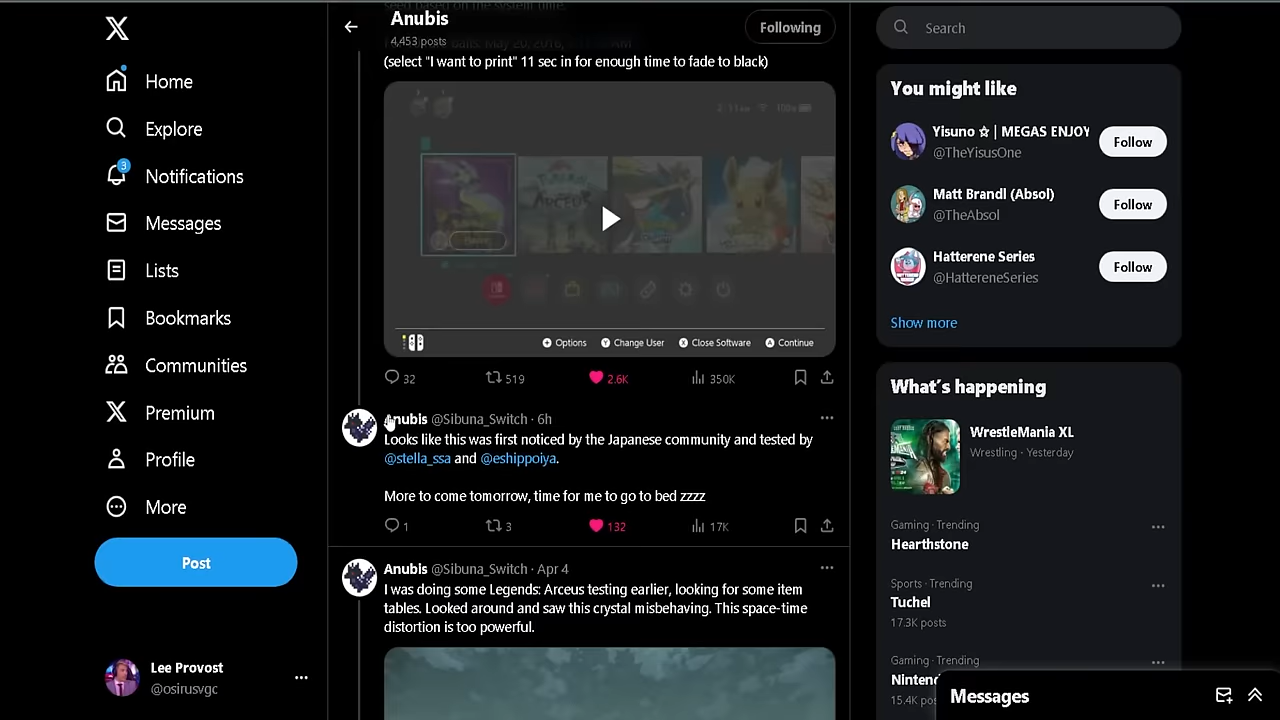 Anubis
4,453 posts
Following
(select "I want to print" 11 sec in for enough time to fade to black)
Options
Change User
Close Software
Continue
32
519
2.6K
350K
Anubis @Sibuna_Switch · 6h
Looks like this was first noticed by the Japanese community and tested by
@stella_ssa and @eshippoiya.
More to come tomorrow, time for me to go to bed zzzz
1
3
132
17K
Anubis @Sibuna_Switch · Apr 4
I was doing some Legends: Arceus testing earlier, looking for some item
tables. Looked around and saw this crystal misbehaving. This space-time
distortion is too powerful.
Home
Explore
3
Notifications
Messages
Lists
Bookmarks
Communities
Premium
Profile
More
Post
Lee Provost
@osirusvgc
Search
You might like
Yisuno ☆ | MEGAS ENJOY
@TheYisusOne
Follow
Matt Brandl (Absol)
@TheAbsol
Follow
Hatterene Series
@HattereneSeries
Follow
Show more
What's happening
WrestleMania XL
Wrestling · Yesterday
Gaming · Trending
Hearthstone
Sports · Trending
Tuchel
17.3K posts
Gaming · Trending
Messages